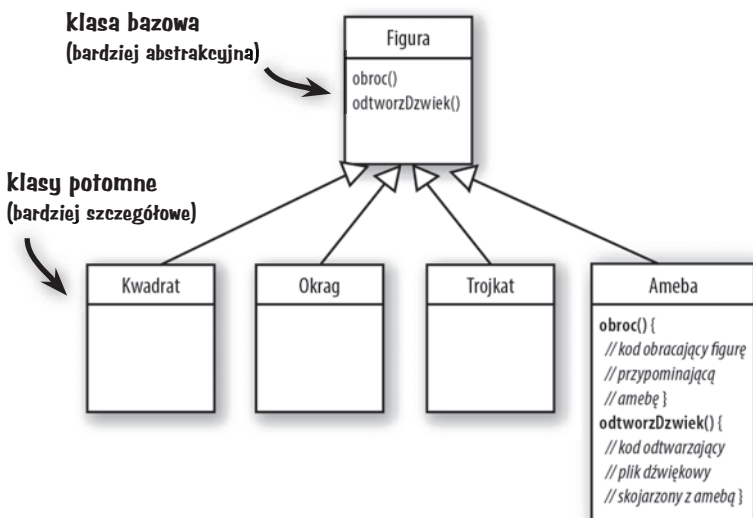 klasa bazowa
(bardziej abstrakcyjna)
Figura
obroc()
odtworzDzwiek()
klasy potomne
(bardziej szczegółowe)
Kwadrat
Okrag
Trojkat
Ameba
obroc() {
// kod obracający figurę
// przypominającą
// amebę }
odtworzDzwiek() {
// kod odtwarzający
// plik dźwiękowy
// skojarzony z amebą }